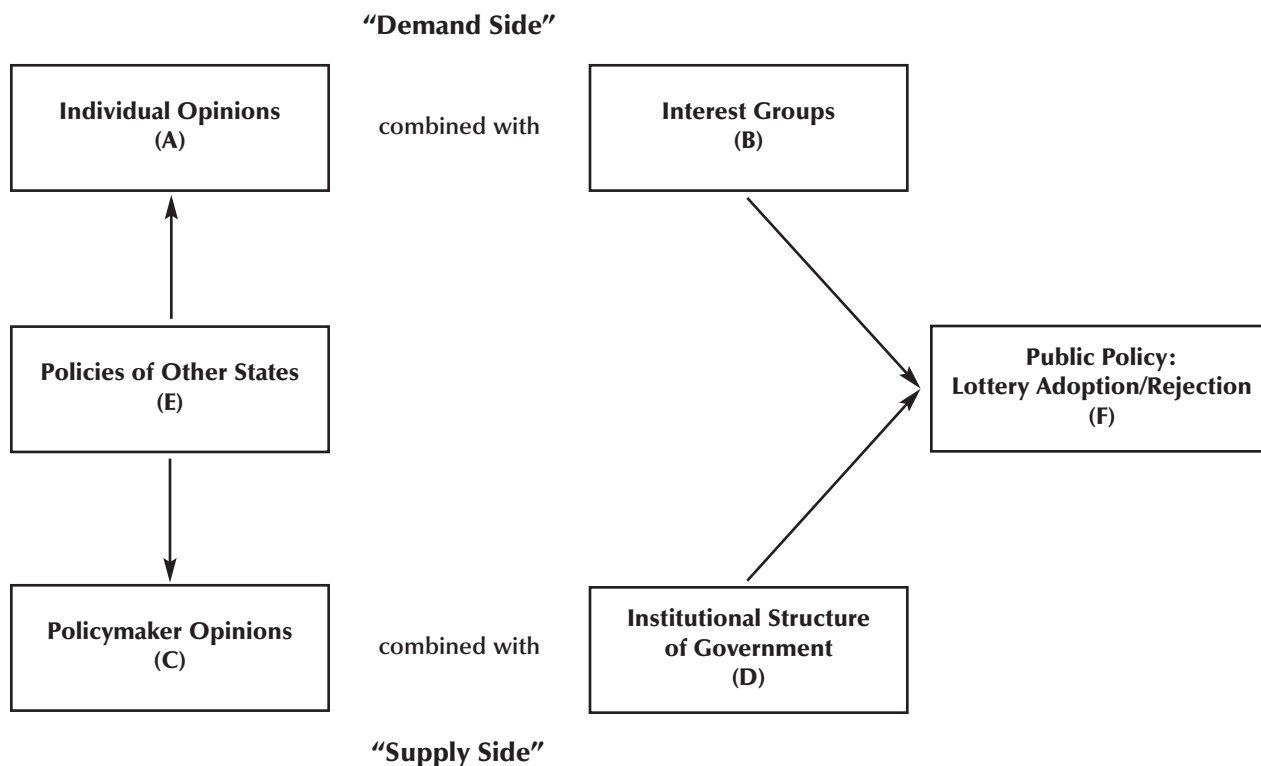 “Demand Side”
Individual Opinions
(A)
combined with
Interest Groups
(B)
Policies of Other States
(E)
Public Policy:
Lottery Adoption/Rejection
(F)
Policymaker Opinions
(C)
combined with
Institutional Structure
of Government
(D)
“Supply Side”